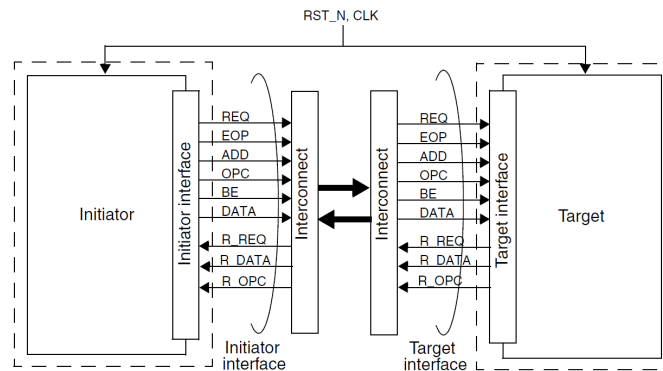 RST_N, CLK
Initiator
Initiator interface
REQ
EOP
ADD
OPC
BE
DATA
R_REQ
R_DATA
R_OPC
Interconnect
Initiator
interface
Interconnect
REQ
EOP
ADD
OPC
BE
DATA
R_REQ
R_DATA
R_OPC
Target
interface
Target interface
Target